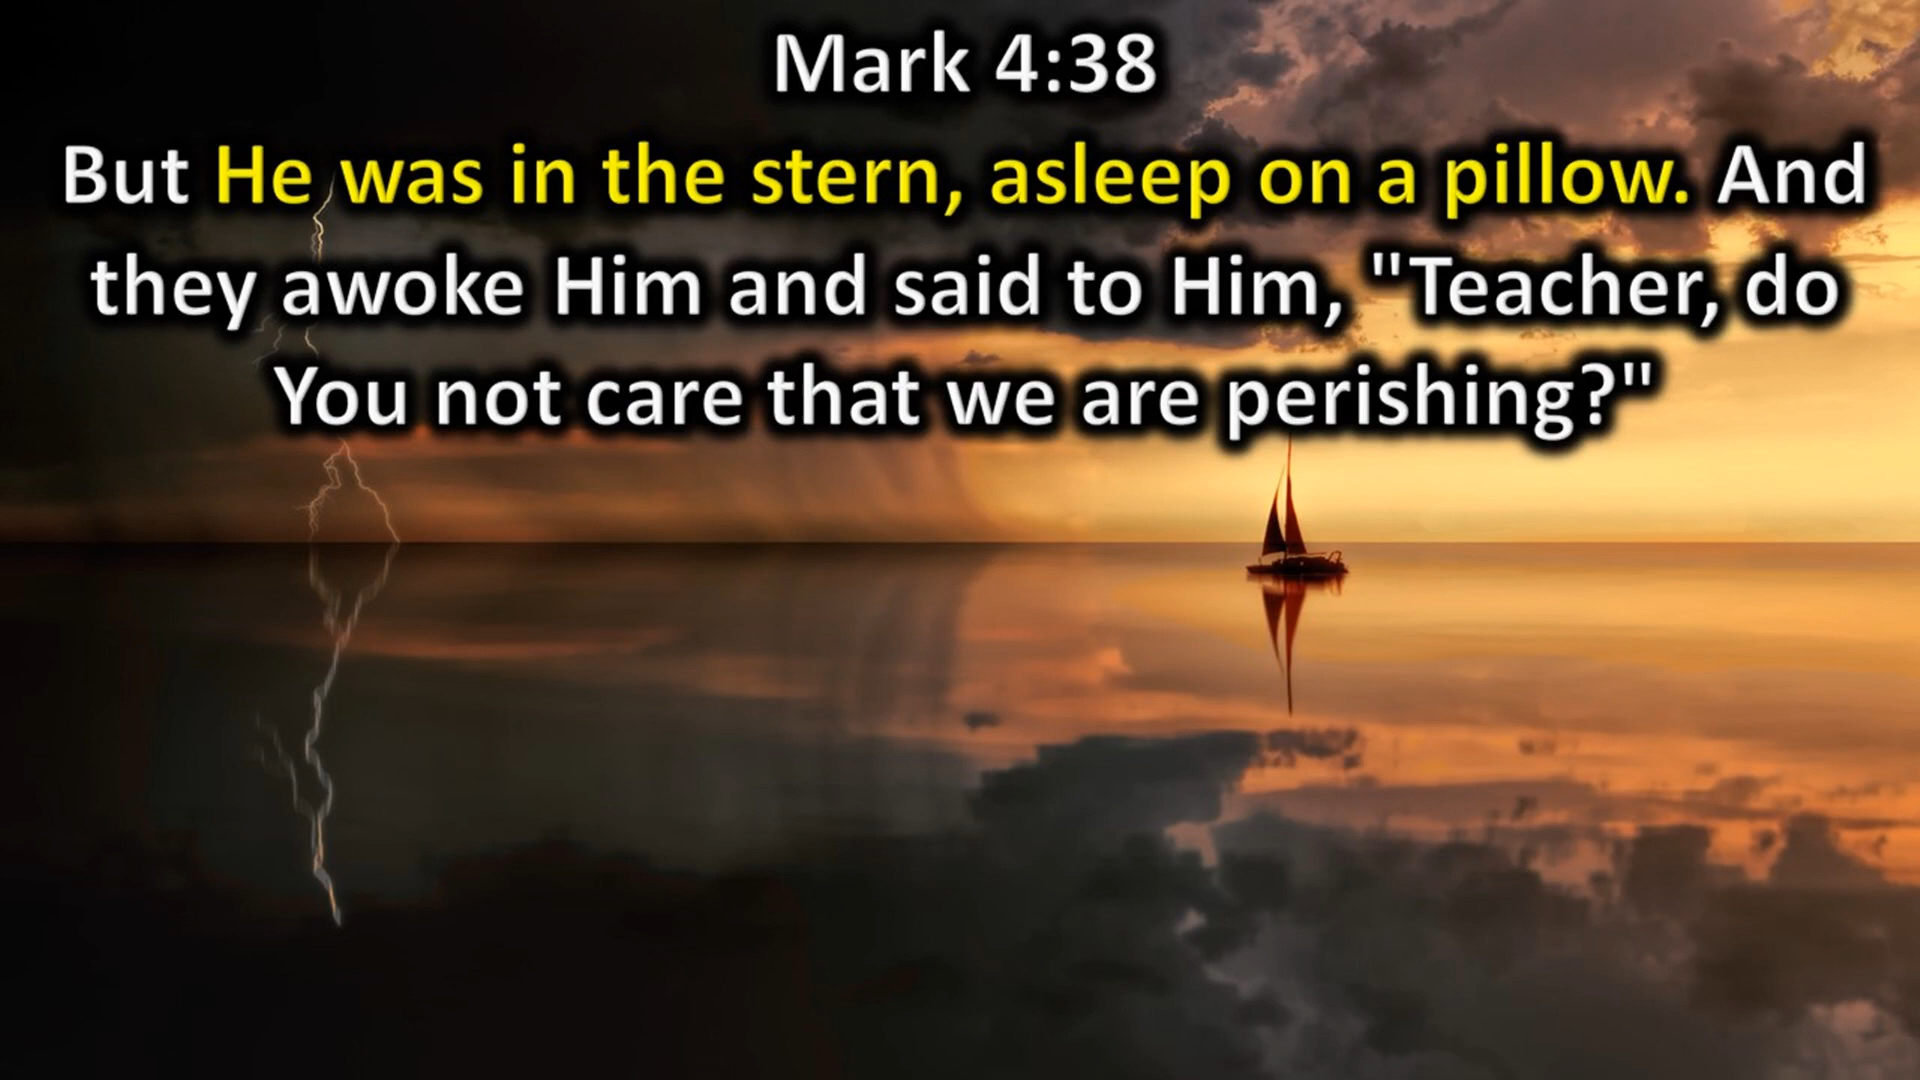 Mark 4:38
But He was in the stern, asleep on a pillow. And
they awoke Him and said to Him, "Teacher, do
You not care that we are perishing?"